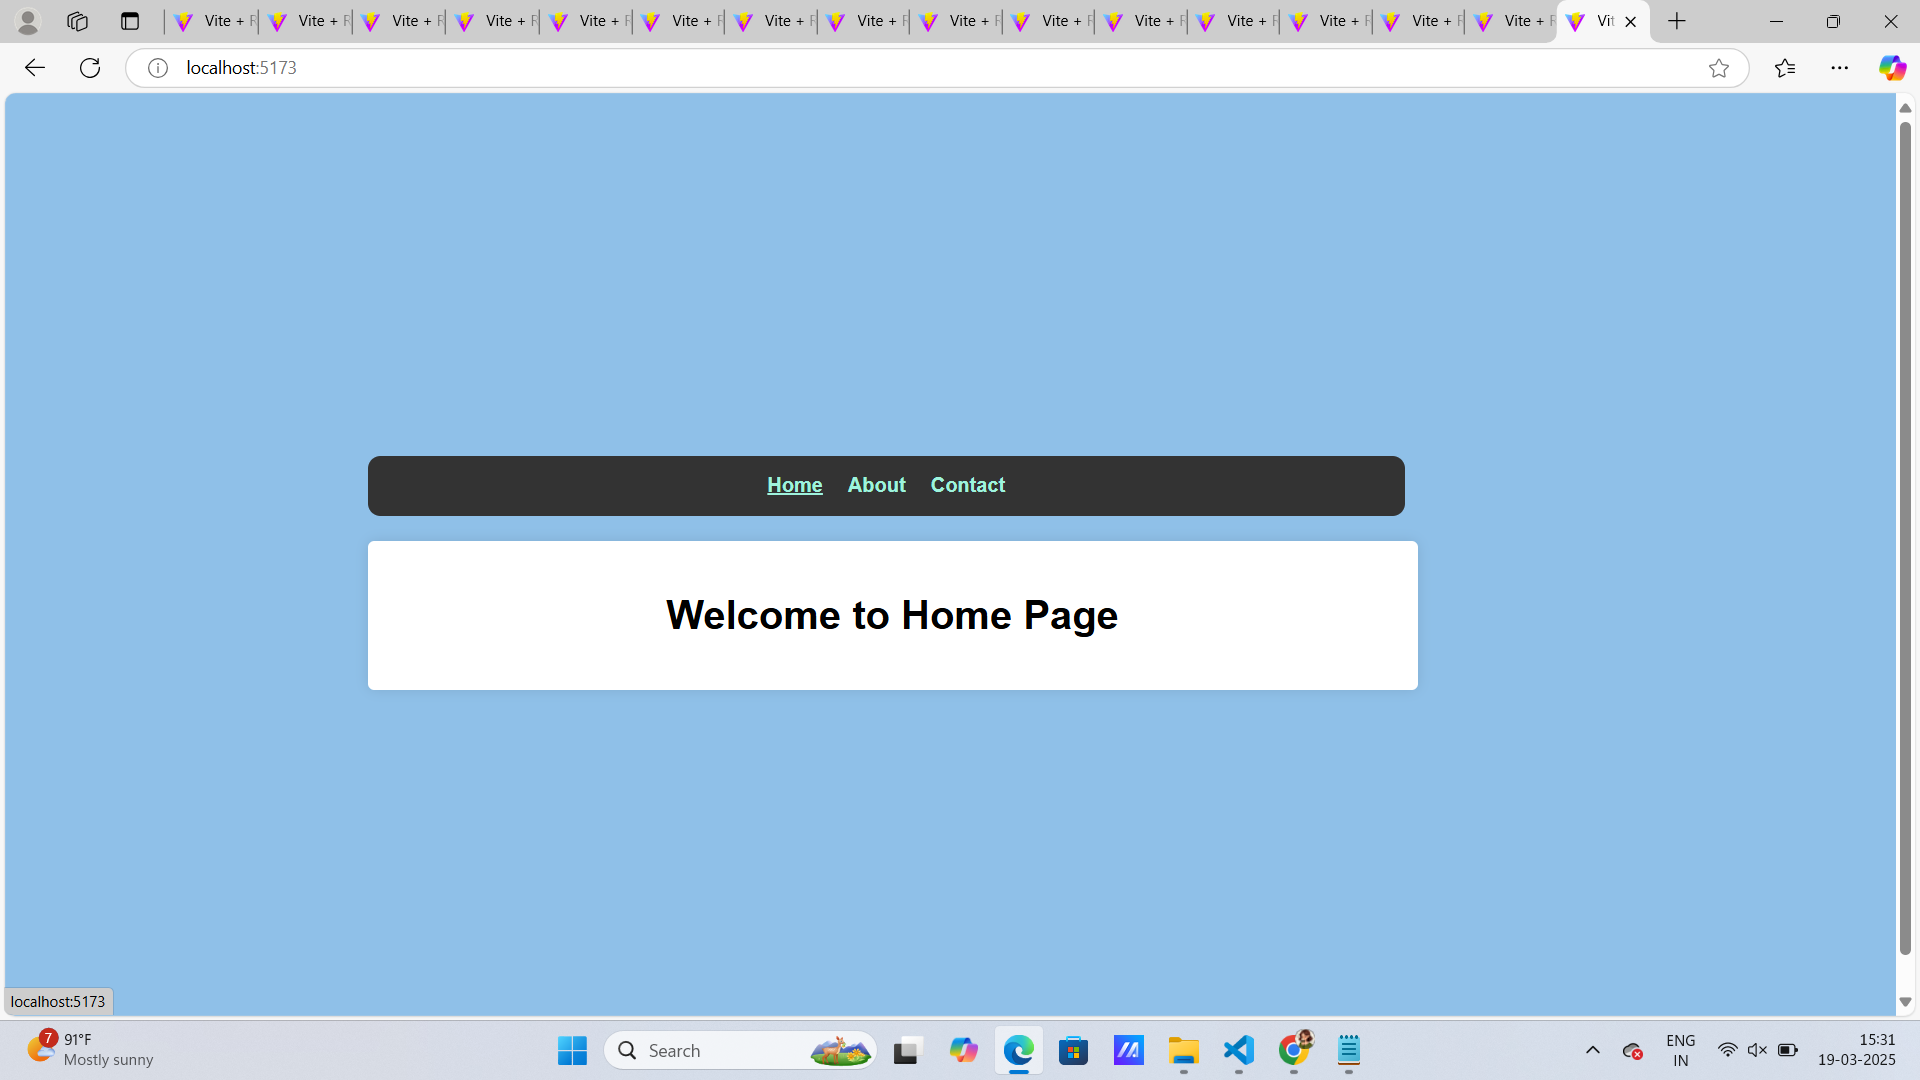 Vite + R Vite + R Vite + R Vite + R Vite + R Vite + R Vite + R Vite + R Vite + R Vite + R Vite + R Vite + R Vite + R Vite + R Vite + R Vit
localhost:5173
Home About Contact
Welcome to Home Page
localhost:5173
7
91°F
Mostly sunny
Search
ENG
IN
15:31
19-03-2025